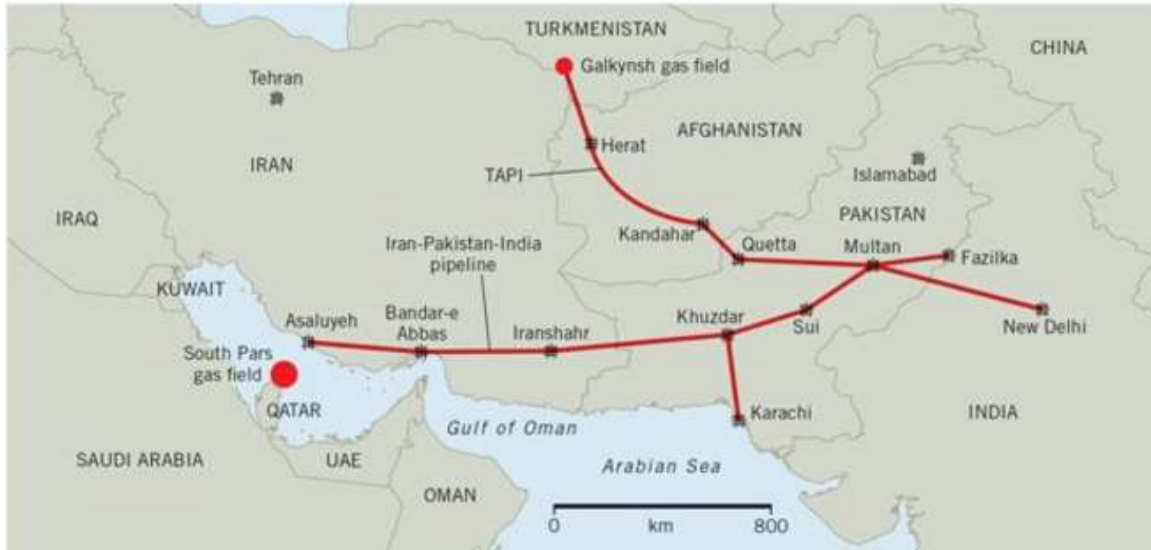 TURKMENISTAN
CHINA
Galkynsh gas field
Tehran
AFGHANISTAN
Herat
IRAN
TAPI
Islamabad
IRAQ
PAKISTAN
Kandahar
Quetta
Multan
Fazilka
Iran-Pakistan-India
pipeline
KUWAIT
Asaluyeh
Bandar-e
Abbas
Iranshahr
Khuzdar
Sui
New Delhi
South Pars
gas field
QATAR
Karachi
INDIA
Gulf of Oman
SAUDI ARABIA
UAE
Arabian Sea
OMAN
0 km 800